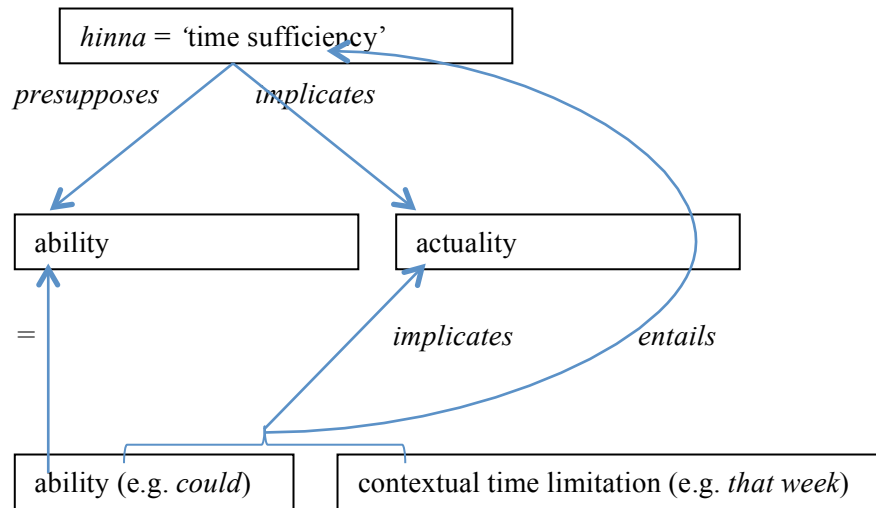 hinna = ‘time sufficiency’
presupposes implicates
ability actuality
= implicates entails
ability (e.g. could) contextual time limitation (e.g. that week)